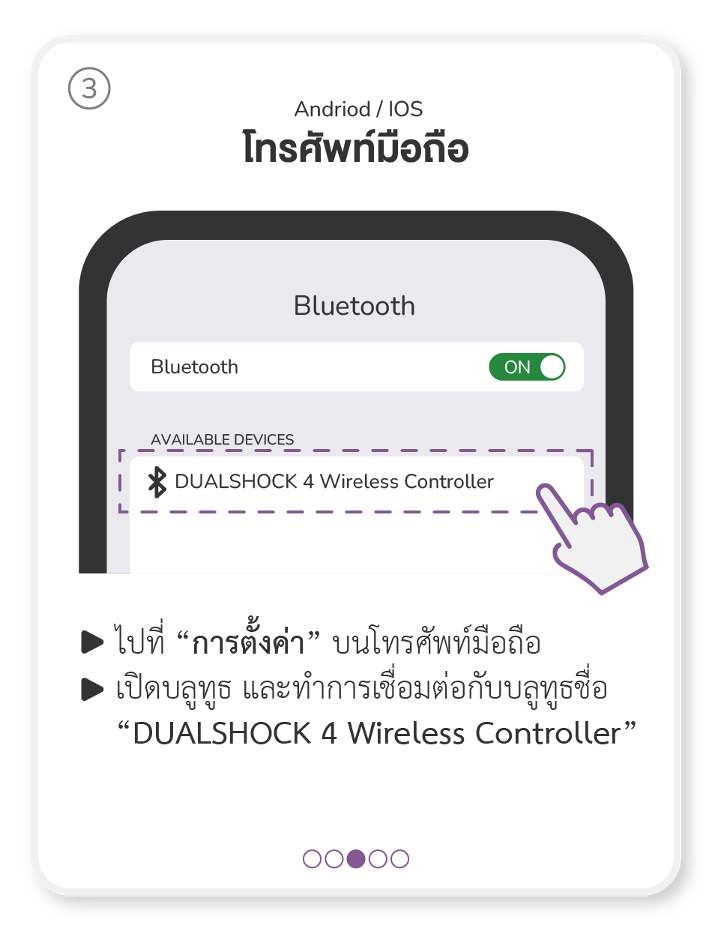 3
Andriod / IOS
โทรศัพท์มือถือ
Bluetooth
Bluetooth
ON
AVAILABLE DEVICES
DUALSHOCK 4 Wireless Controller
ไปที่ “การตั้งค่า” บนโทรศัพท์มือถือ
เปิดบลูทูธ และทำการเชื่อมต่อกับบลูทูธชื่อ
“DUALSHOCK 4 Wireless Controller”